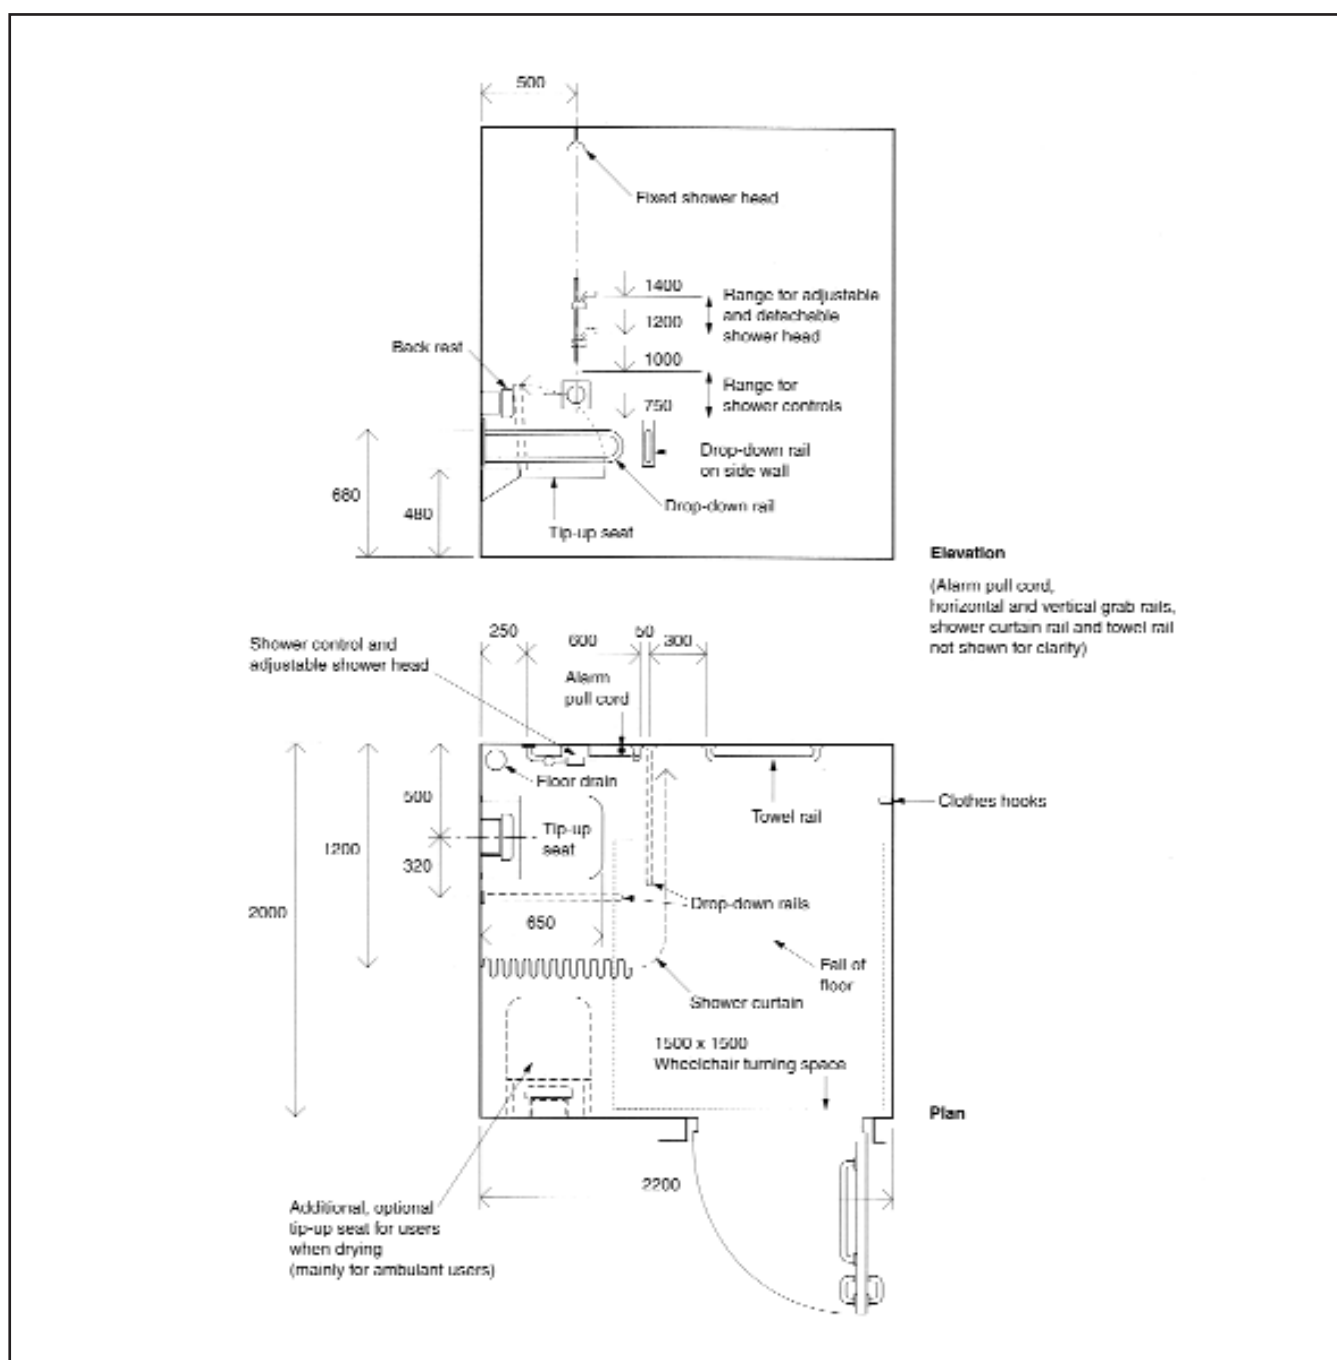 500
Fixed shower head
1400
Range for adjustable
and detachable
shower head
1200
Back rest
1000
Range for
shower controls
750
Drop-down rail
on side wall
Drop-down rail
Tip-up seat
680
480
Elevation
(Alarm pull cord,
horizontal and vertical grab rails,
shower curtain rail and towel rail
not shown for clarity)
250
600
50
300
Shower control and
adjustable shower head
Alarm
pull cord
Floor drain
Towel rail
Clothes hooks
500
Tip-up
seat
1200
320
2000
650
Drop-down rails
Fall of
floor
Shower curtain
1500 x 1500
Wheelchair turning space
Plan
2200
Additional, optional
tip-up seat for users
when drying
(mainly for ambulant users)